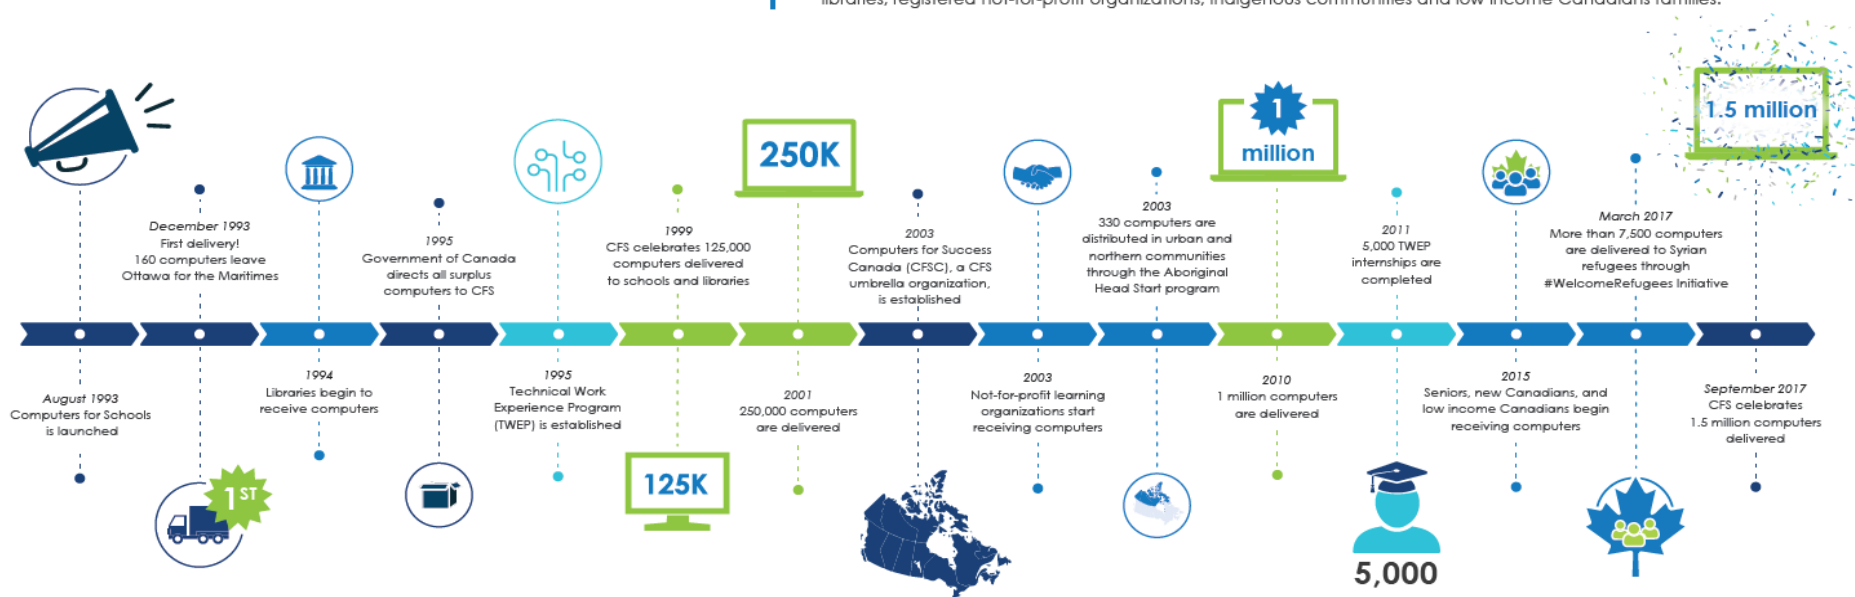 libraries, registered not-for-profit organizations, Indigenous communities and low income Canadians families.
August 1993
Computers for Schools
is launched
December 1993
First delivery!
160 computers leave
Ottawa for the Maritimes
1ST
1994
Libraries begin to
receive computers
1995
Government of Canada
directs all surplus
computers to CFS
1995
Technical Work
Experience Program
(TWEP) is established
1999
CFS celebrates 125,000
computers delivered
to schools and libraries
125K
250K
2001
250,000 computers
are delivered
2003
Computers for Success
Canada (CFSC), a CFS
umbrella organization,
is established
2003
Not-for-profit learning
organizations start
receiving computers
2003
330 computers are
distributed in urban and
northern communities
through the Aboriginal
Head Start program
1
million
2010
1 million computers
are delivered
2011
5,000 TWEP
internships are
completed
5,000
2015
Seniors, new Canadians, and
low income Canadians begin
receiving computers
March 2017
More than 7,500 computers
are delivered to Syrian
refugees through
#WelcomeRefugees Initiative
1.5 million
September 2017
CFS celebrates
1.5 million computers
delivered